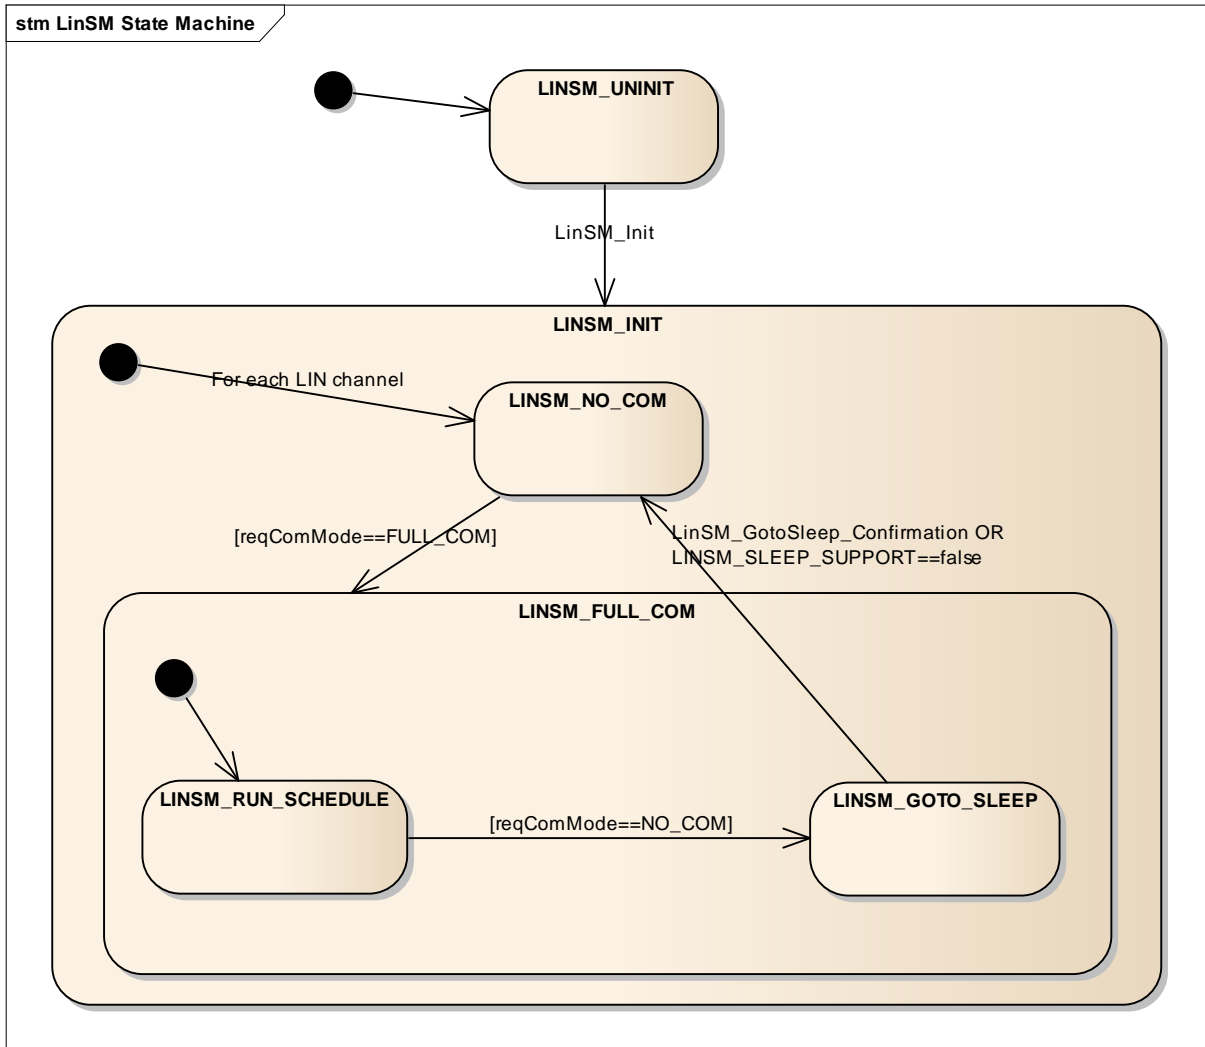 stm LinSM State Machine
LINSM_UNINIT
LinSM_Init
LINSM_INIT
For each LIN channel
LINSM_NO_COM
[reqComMode==FULL_COM]
LinSM_GotoSleep_Confirmation OR
LINSM_SLEEP_SUPPORT==false
LINSM_FULL_COM
LINSM_RUN_SCHEDULE
[reqComMode==NO_COM]
LINSM_GOTO_SLEEP